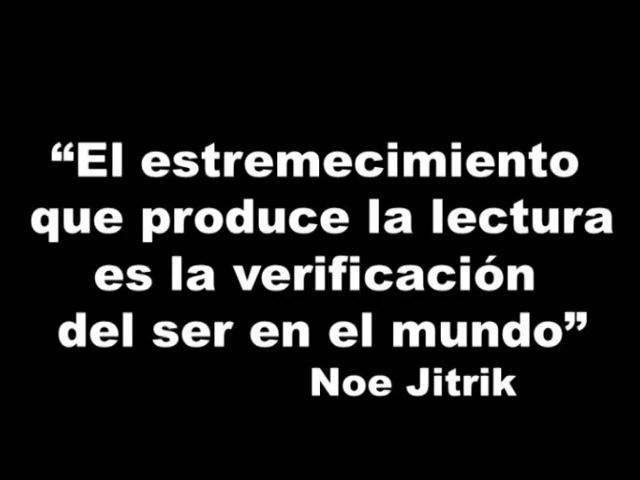 “El estremecimiento
que produce la lectura
es la verificación
del ser en el mundo”
Noe Jitrik